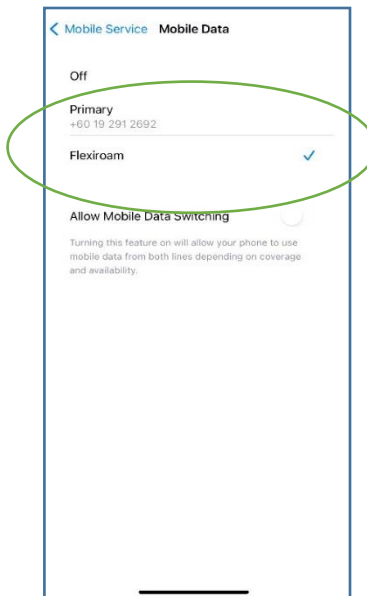 Mobile Service Mobile Data
Off
Primary
+60 19 291 2692
Flexiroam
Allow Mobile Data Switching
Turning this feature on will allow your phone to use
mobile data from both lines depending on coverage
and availability.